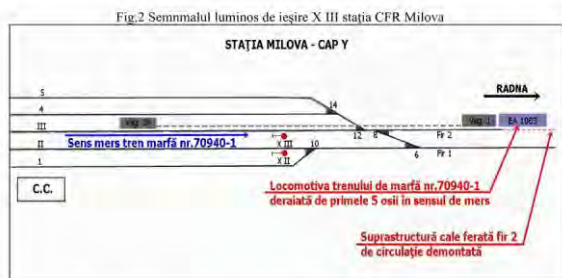 Fig.2 Semnmalul luminos de ieşire X III staţia CFR Milova
STAŢIA MILOVA - CAP Y
RADNA
5
4
14
III
Vag.
Vag. 1
EA 1083
Sens mers tren marfă nr.70940-1
X III
12
8
Fir 2
II
10
X II
6
Fir 1
1
C.C.
Locomotiva trenului de marfă nr.70940-1
deraiată de primele 5 osii în sensul de mers
Suprastructură cale ferată fir 2
de circulaţie demontată